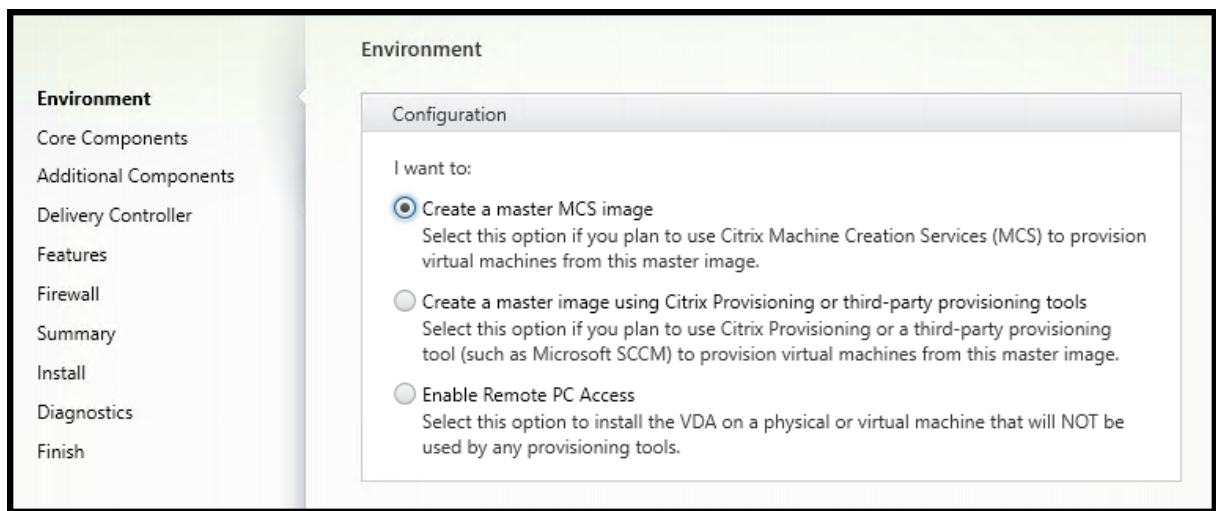 Environment
Core Components
Additional Components
Delivery Controller
Features
Firewall
Summary
Install
Diagnostics
Finish
Environment
Configuration
I want to:
Create a master MCS image
Select this option if you plan to use Citrix Machine Creation Services (MCS) to provision
virtual machines from this master image.
Create a master image using Citrix Provisioning or third-party provisioning tools
Select this option if you plan to use Citrix Provisioning or a third-party provisioning
tool (such as Microsoft SCCM) to provision virtual machines from this master image.
Enable Remote PC Access
Select this option to install the VDA on a physical or virtual machine that will NOT be
used by any provisioning tools.